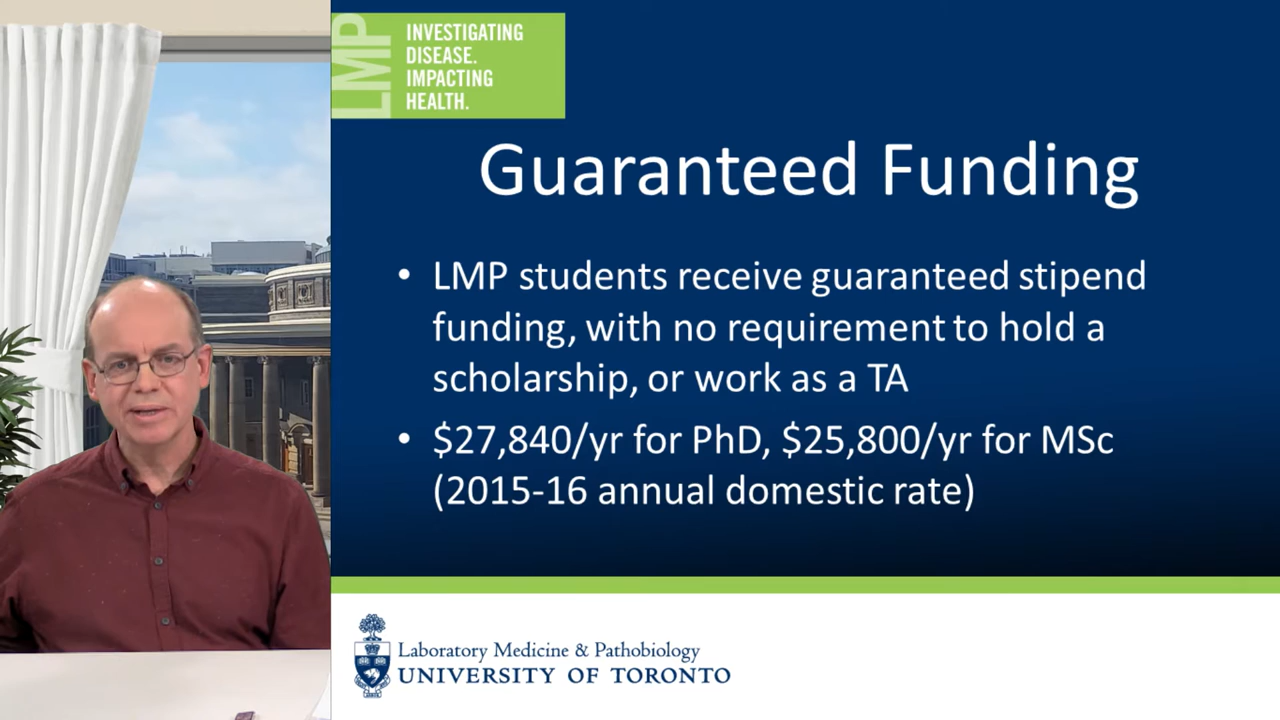 LMP
INVESTIGATING
DISEASE.
IMPACTING
HEALTH.
Guaranteed Funding
• LMP students receive guaranteed stipend
funding, with no requirement to hold a
scholarship, or work as a TA
• $27,840/yr for PhD, $25,800/yr for MSc
(2015-16 annual domestic rate)
Laboratory Medicine & Pathobiology
UNIVERSITY OF TORONTO